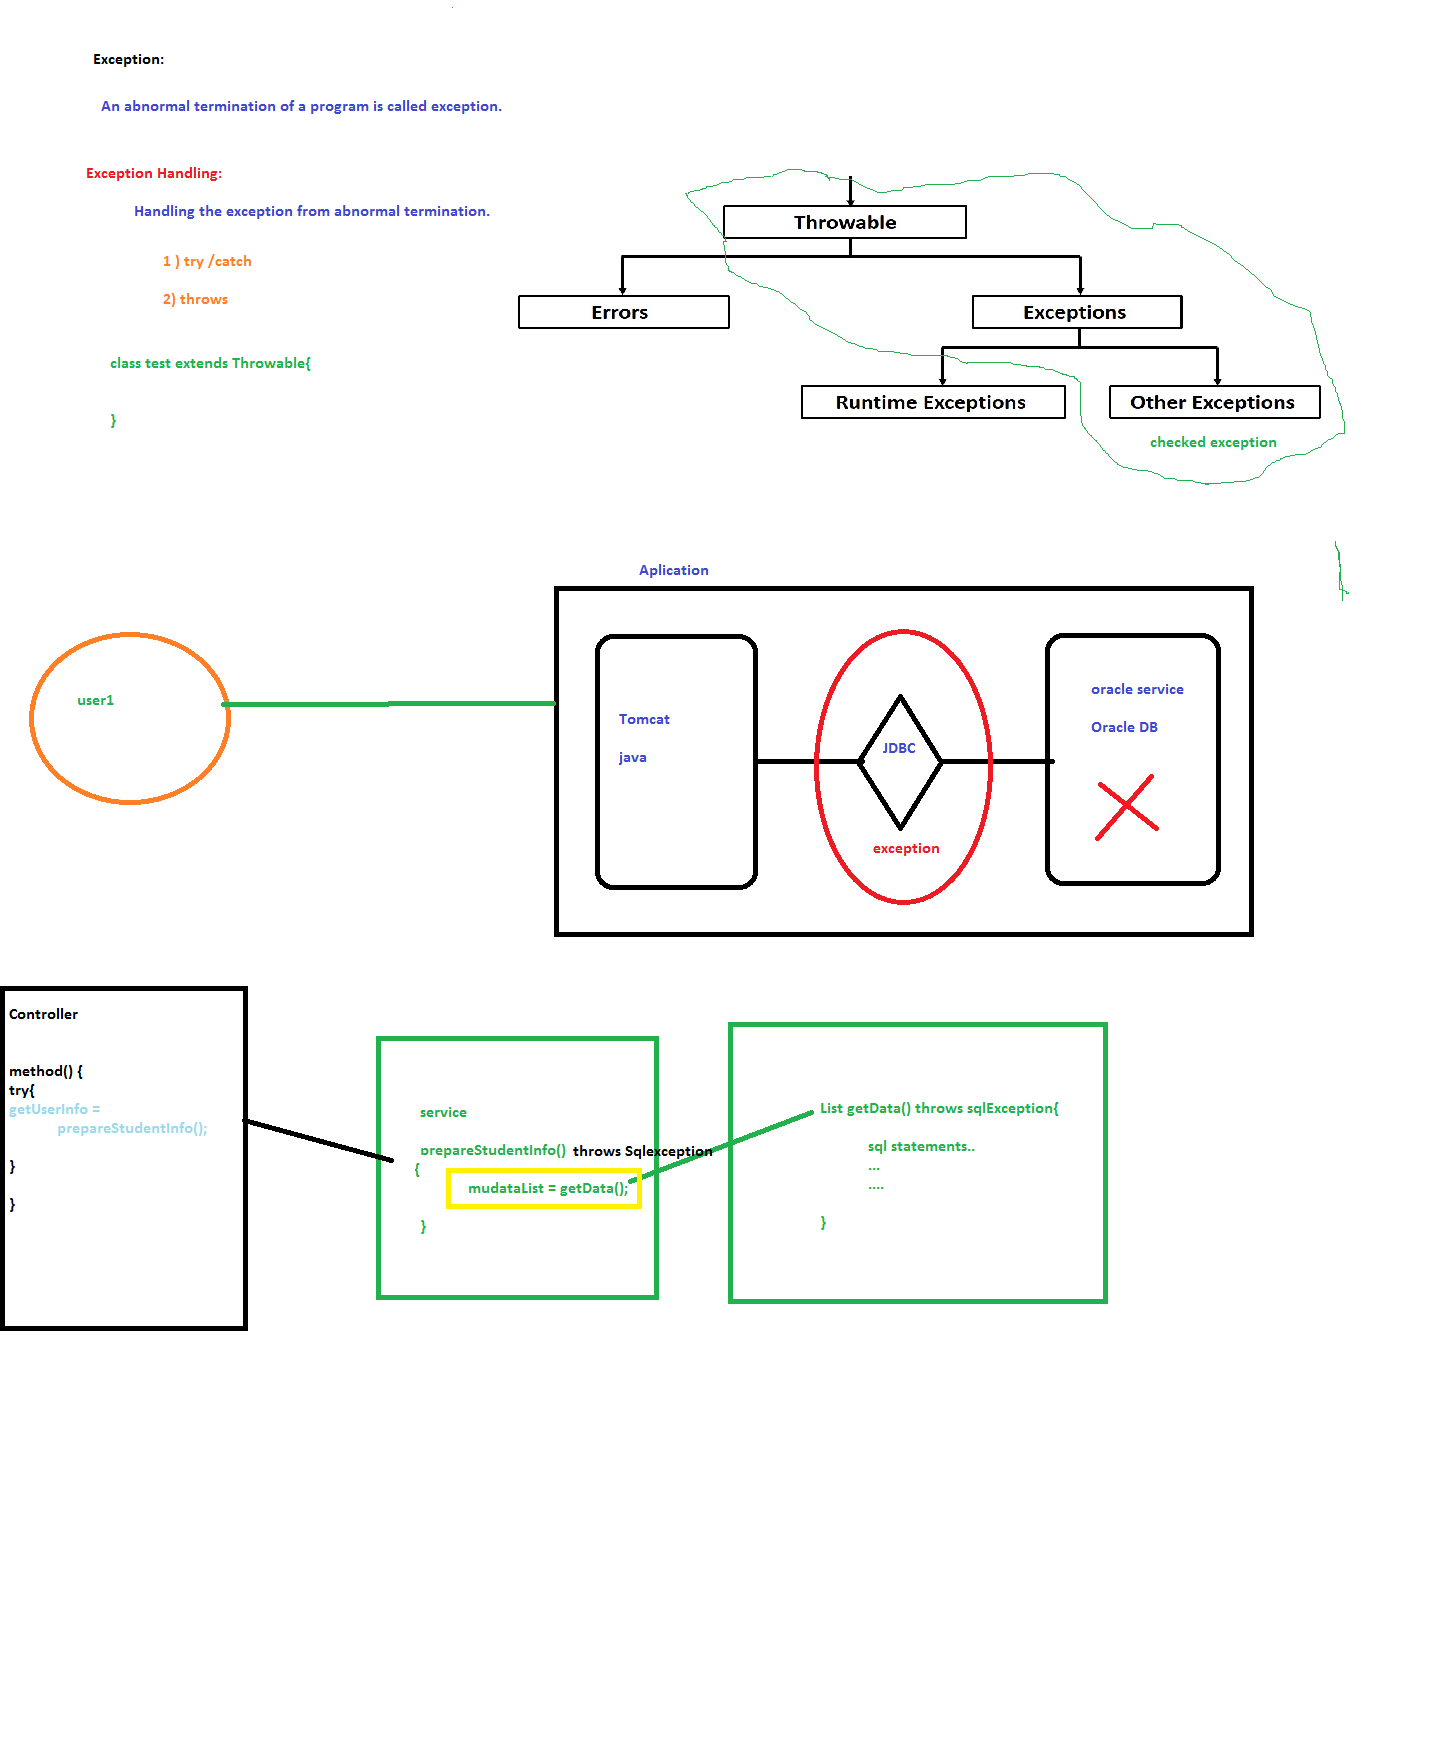 Exception:
An abnormal termination of a program is called exception.
Exception Handling:
Handling the exception from abnormal termination.
1 ) try /catch
2) throws
class test extends Throwable{
}
Throwable
Errors
Exceptions
Runtime Exceptions
Other Exceptions
checked exception
Aplication
user1
Tomcat
java
JDBC
exception
oracle service
Oracle DB
Controller
method() {
try{
getUserInfo =
prepareStudentInfo();
}
}
service
prepareStudentInfo() throws Sqlexception
{
mudataList = getData();
}
List getData() throws sqlException{
sql statements..
...
....
}